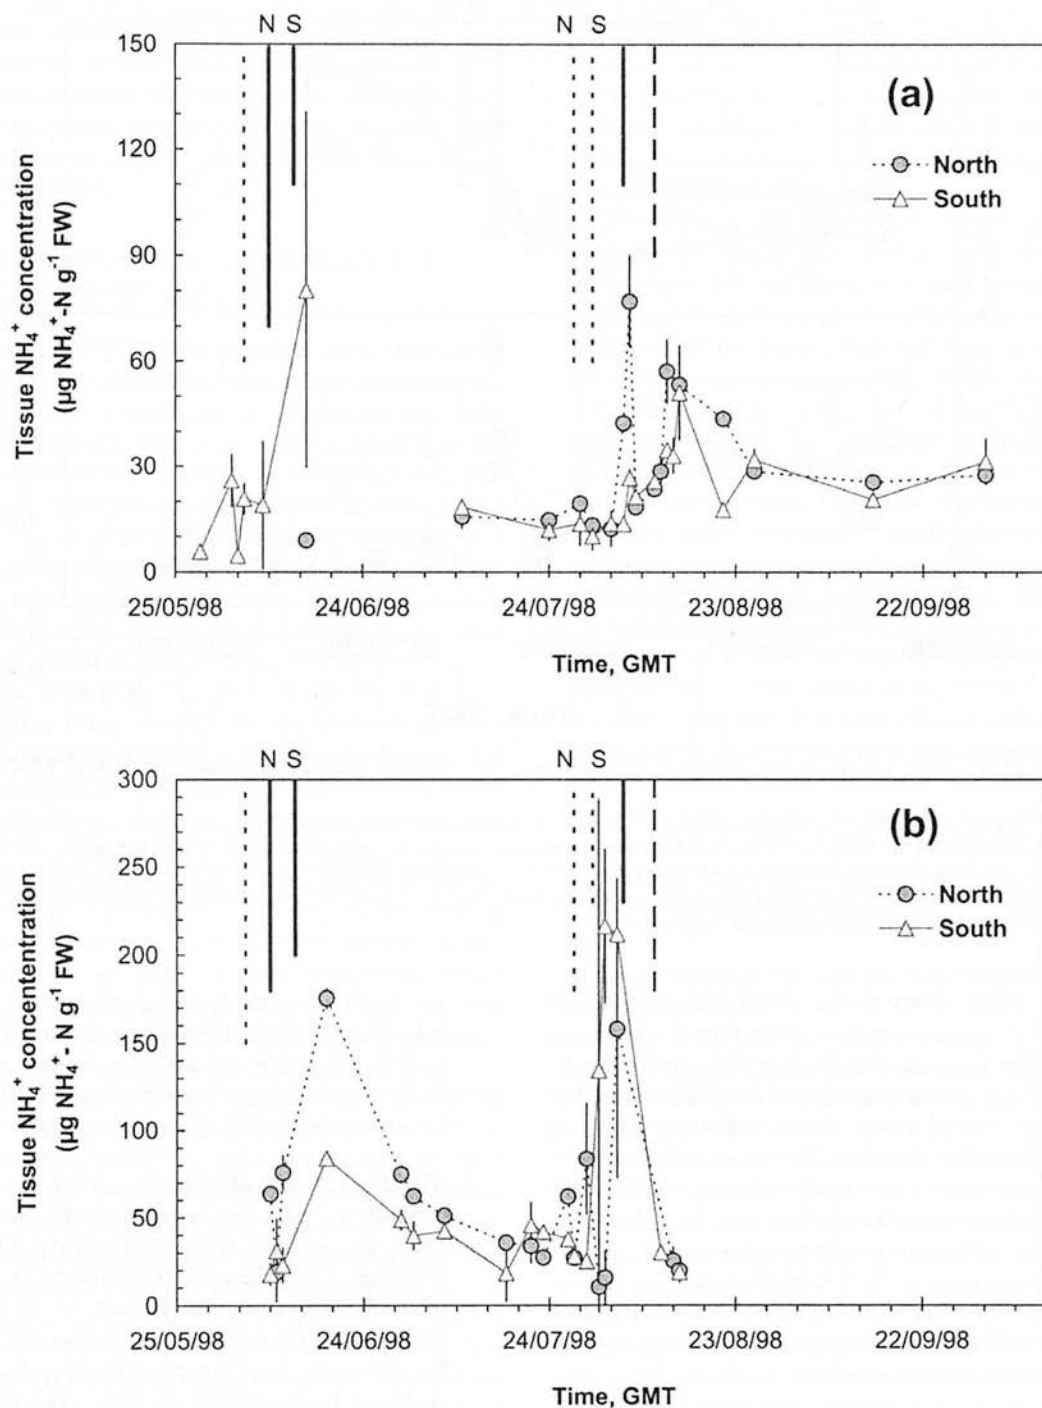 N S N S
150
(a)
120
North
South
90
60
30
0
Tissue NH₄⁺ concentration
(µg NH₄⁺-N g⁻¹ FW)
25/05/98 24/06/98 24/07/98 23/08/98 22/09/98
Time, GMT
N S N S
300
(b)
250
North
South
200
150
100
50
0
Tissue NH₄⁺ concententration
(µg NH₄⁺- N g⁻¹ FW)
25/05/98 24/06/98 24/07/98 23/08/98 22/09/98
Time, GMT